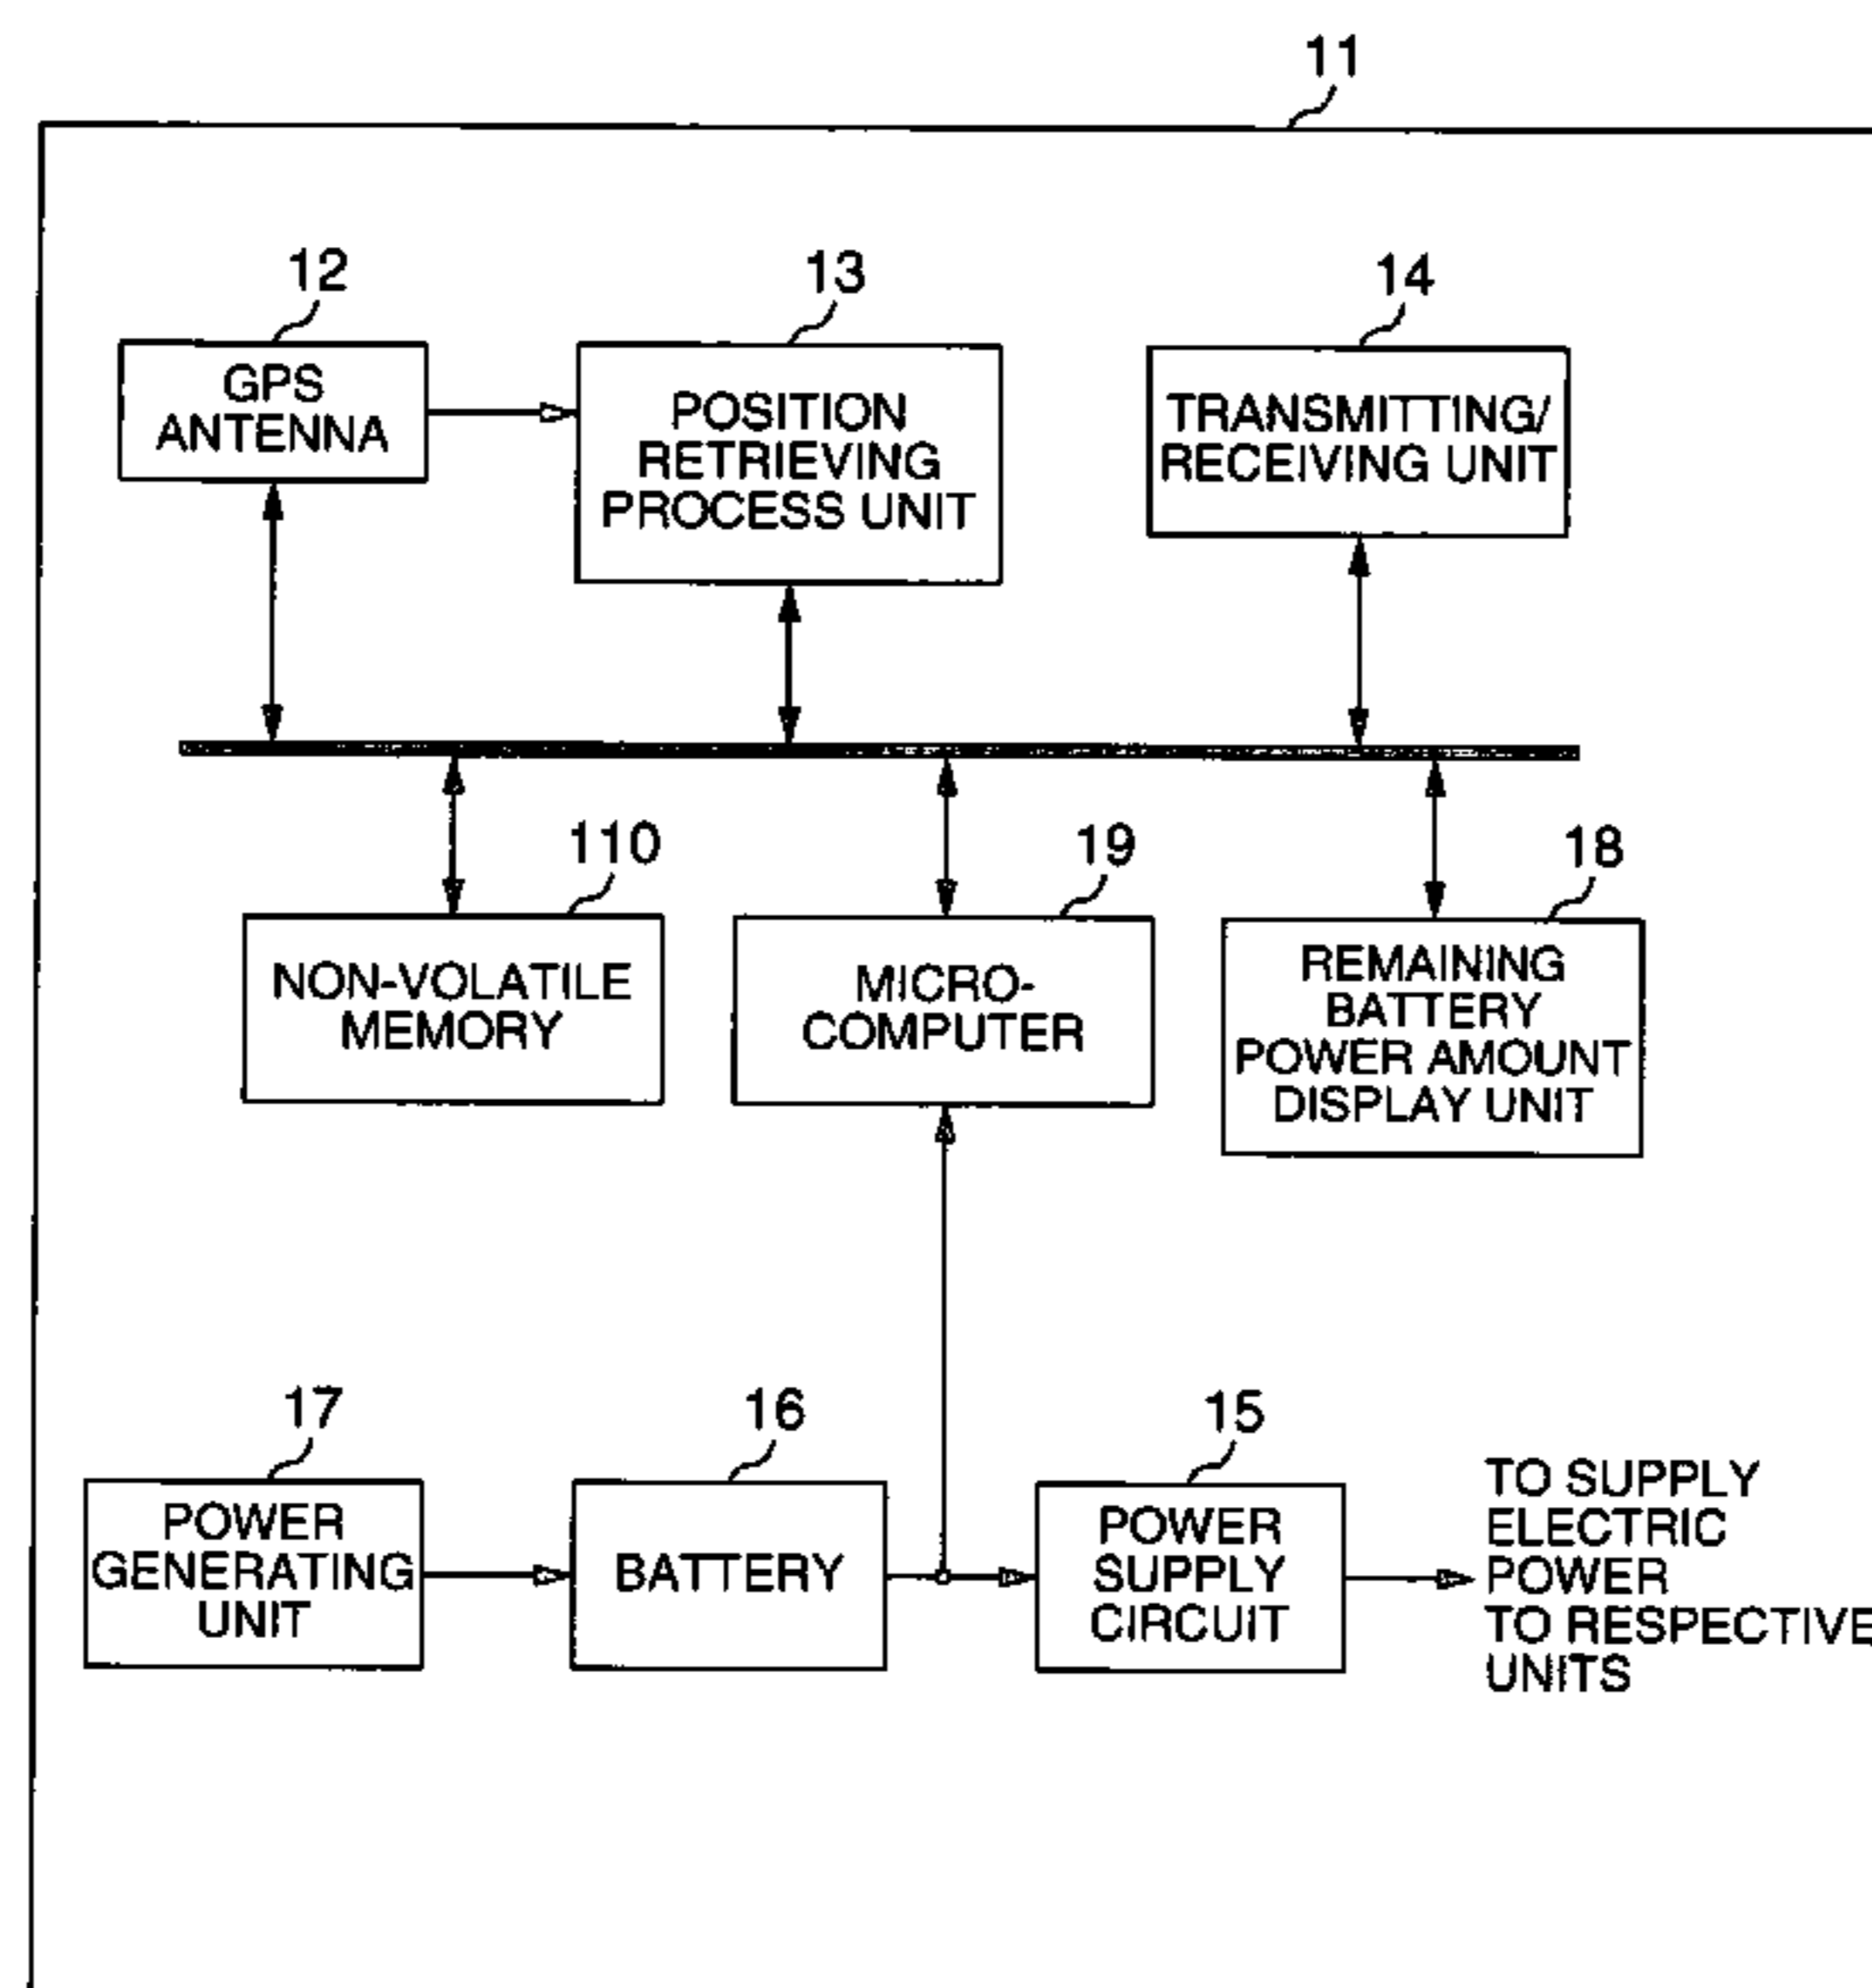 11
12
13
14
GPS
ANTENNA
POSITION
RETRIEVING
PROCESS UNIT
TRANSMITTING/
RECEIVING UNIT
110
19
18
NON-VOLATILE
MEMORY
MICRO-
COMPUTER
REMAINING
BATTERY
POWER AMOUNT
DISPLAY UNIT
17
16
15
POWER
GENERATING
UNIT
BATTERY
POWER
SUPPLY
CIRCUIT
TO SUPPLY
ELECTRIC
POWER
TO RESPECTIVE
UNITS